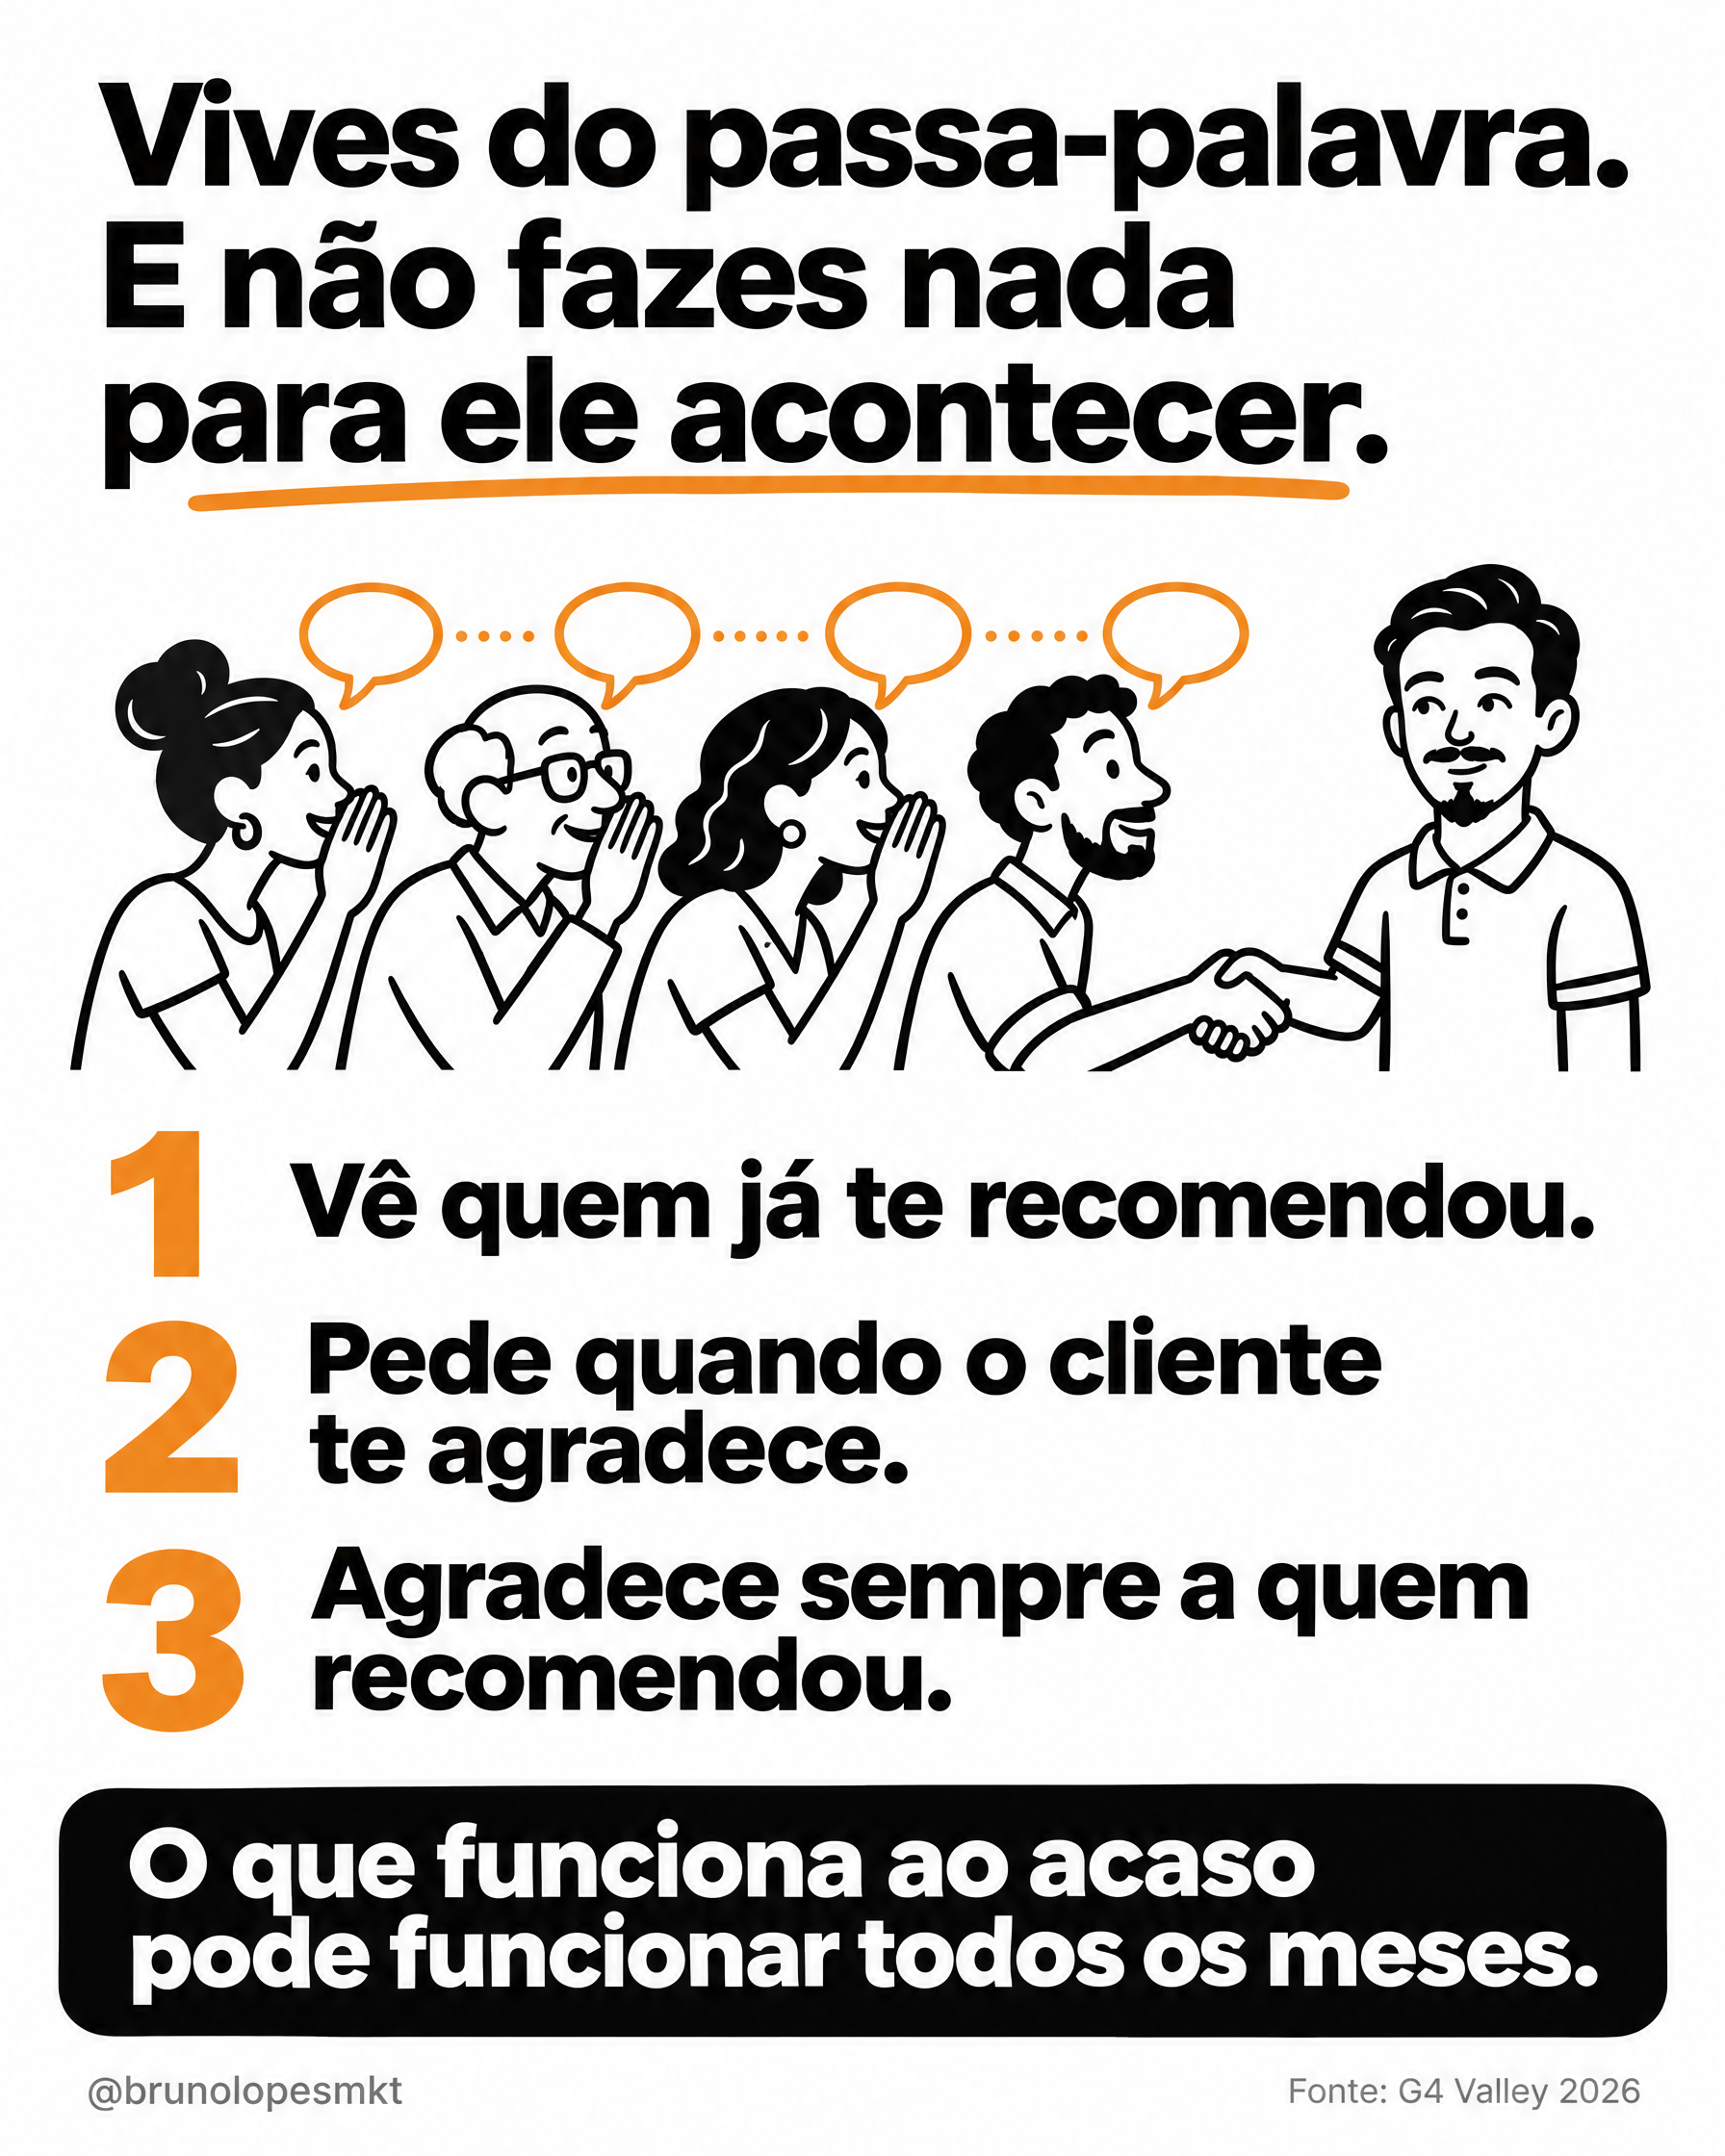 Vives do passa-palavra.
E não fazes nada
para ele acontecer.
1 Vê quem já te recomendou.
2 Pede quando o cliente
te agradece.
3 Agradece sempre a quem
recomendou.
O que funciona ao acaso
pode funcionar todos os meses.
@brunolopesmkt
Fonte: G4 Valley 2026